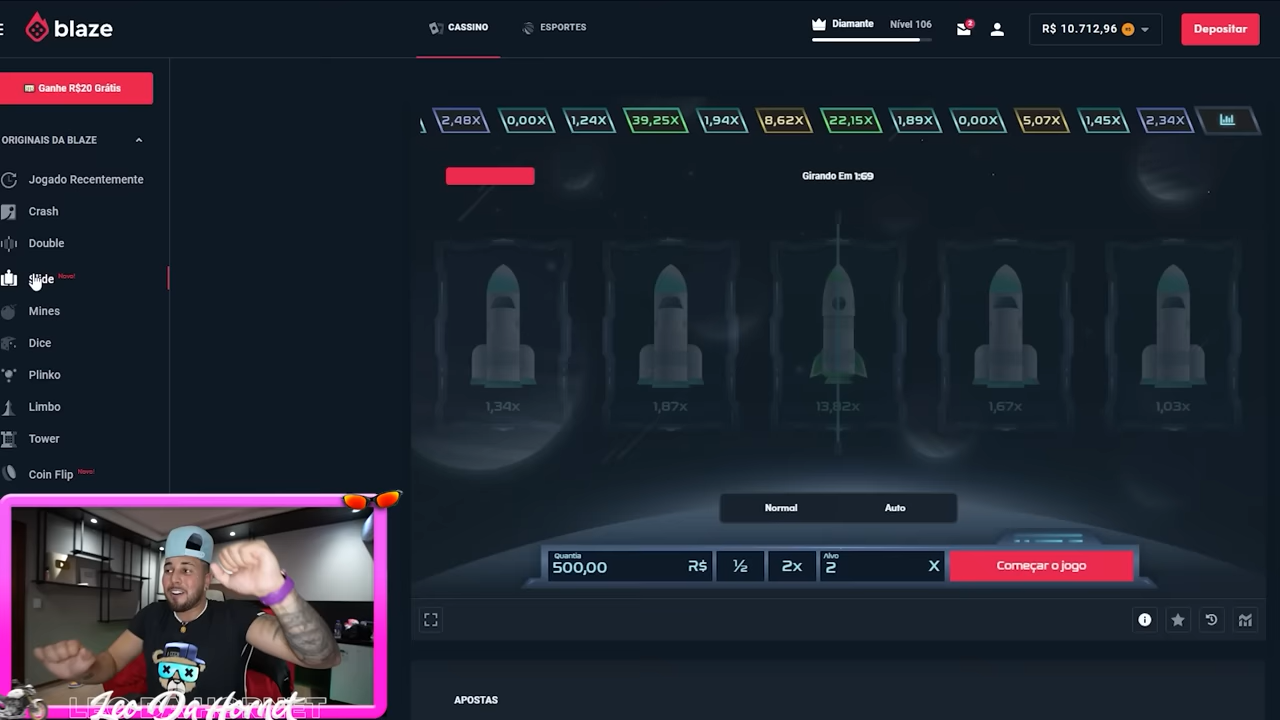 blaze
CASSINO
ESPORTES
Diamante
Nível 106
2
R$ 10.712,96
Depositar
Ganhe R$20 Grátis
ORIGINAIS DA BLAZE
Jogado Recentemente
Crash
Double
Slide Novo!
Mines
Dice
Plinko
Limbo
Tower
Coin Flip Novo!
2,48X
0,00X
1,24X
39,25X
1,94X
8,62X
22,15X
1,89X
0,00X
5,07X
1,45X
2,34X
Girando Em 1:69
1,34x
1,87x
13,82x
1,67x
1,03x
Normal
Auto
Quantia
500,00 R$
½
2x
Alvo
2 X
Começar o jogo
APOSTAS
Leo Da Hornet